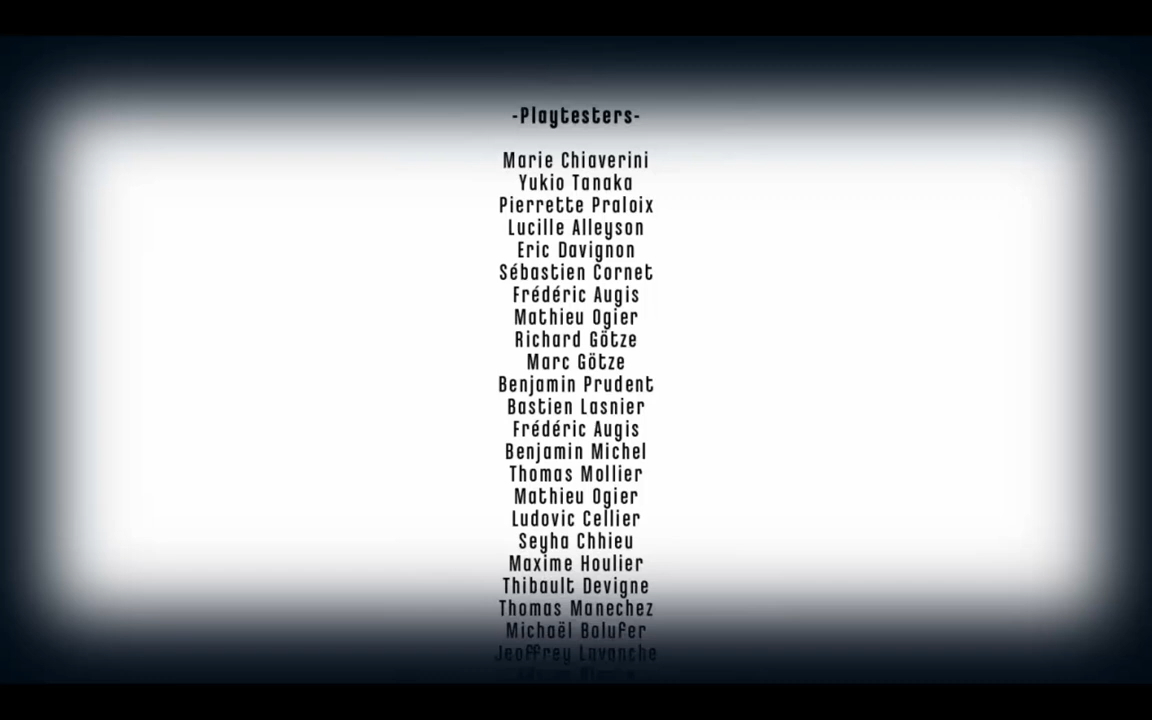 -Playtesters-
Marie Chiaverini
Yukio Tanaka
Pierrette Praloix
Lucille Alleyson
Eric Davignon
Sébastien Cornet
Frédéric Augis
Mathieu Ogier
Richard Götze
Marc Götze
Benjamin Prudent
Bastien Lasnier
Frédéric Augis
Benjamin Michel
Thomas Mollier
Mathieu Ogier
Ludovic Cellier
Seyha Chhieu
Maxime Houlier
Thibault Devigne
Thomas Manechez
Michaël Bolufer
Jeoffrey Lavanche